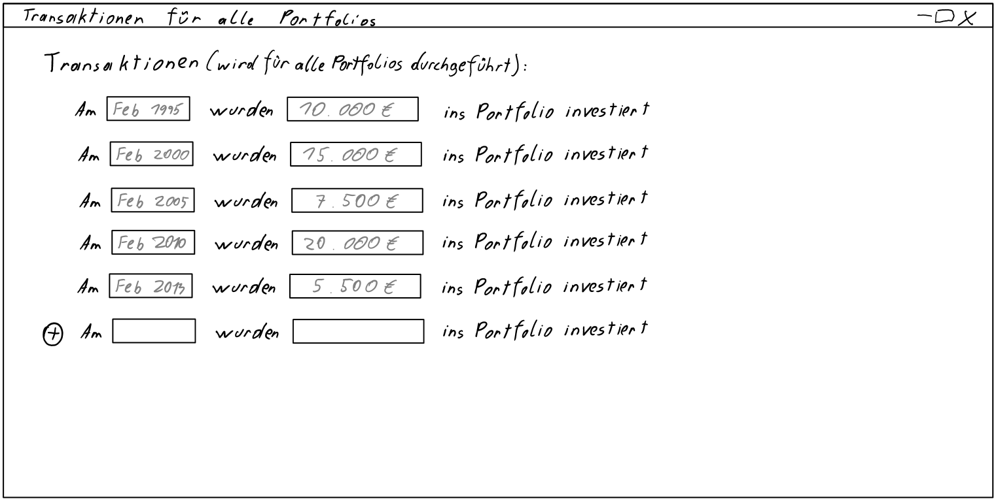 Transaktionen für alle Portfolios
Transaktionen (wird für alle Portfolios durchgeführt):
Am Feb 1995 wurden 10.000 € ins Portfolio investiert
Am Feb 2000 wurden 15.000 € ins Portfolio investiert
Am Feb 2005 wurden 7.500 € ins Portfolio investiert
Am Feb 2010 wurden 20.000 € ins Portfolio investiert
Am Feb 2013 wurden 5.500 € ins Portfolio investiert
Am wurden ins Portfolio investiert